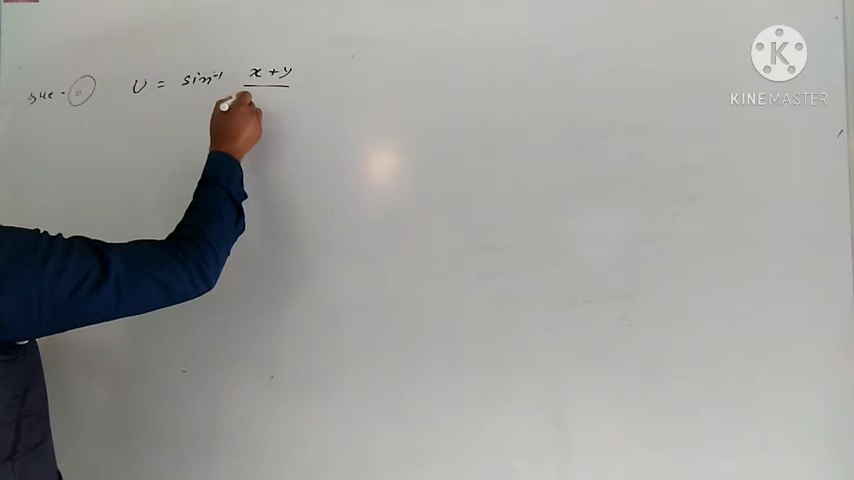 Que - U = sin⁻¹ x + y
KINEMASTER